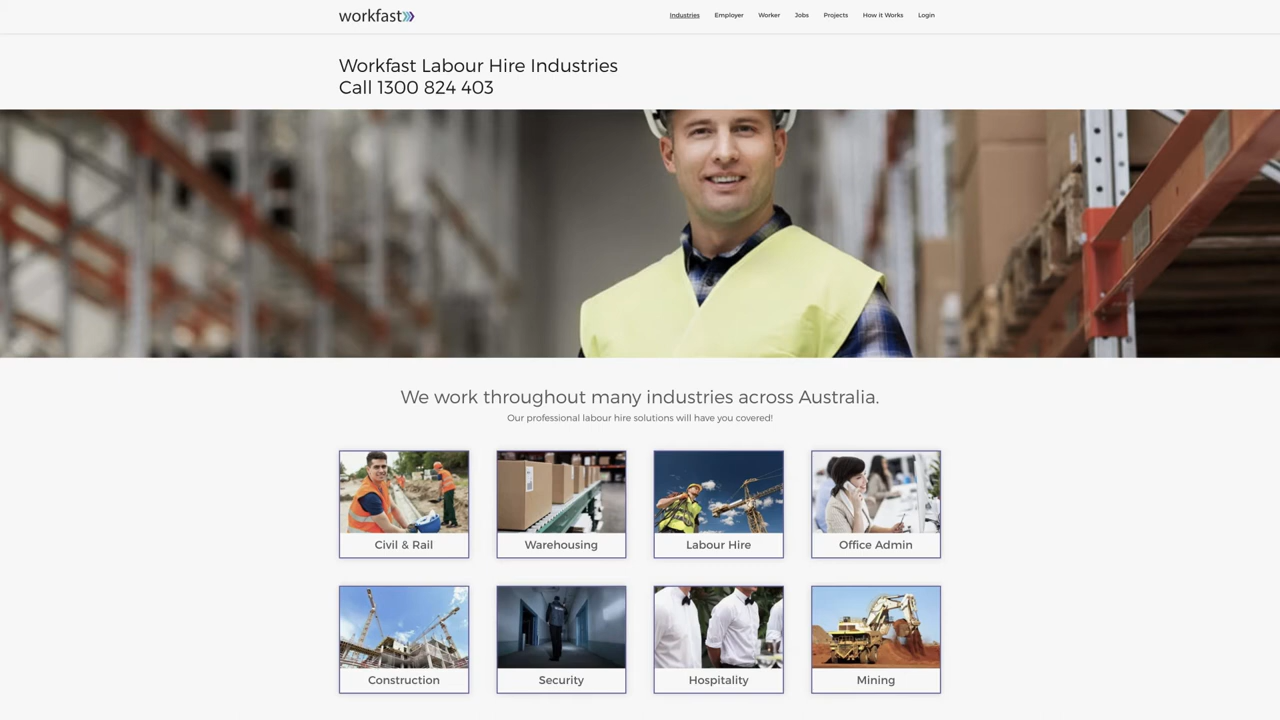 workfast
Industries Employer Worker Jobs Projects How it Works Login
Workfast Labour Hire Industries
Call 1300 824 403
We work throughout many industries across Australia.
Our professional labour hire solutions will have you covered!
Civil & Rail
Warehousing
Labour Hire
Office Admin
Construction
Security
Hospitality
Mining